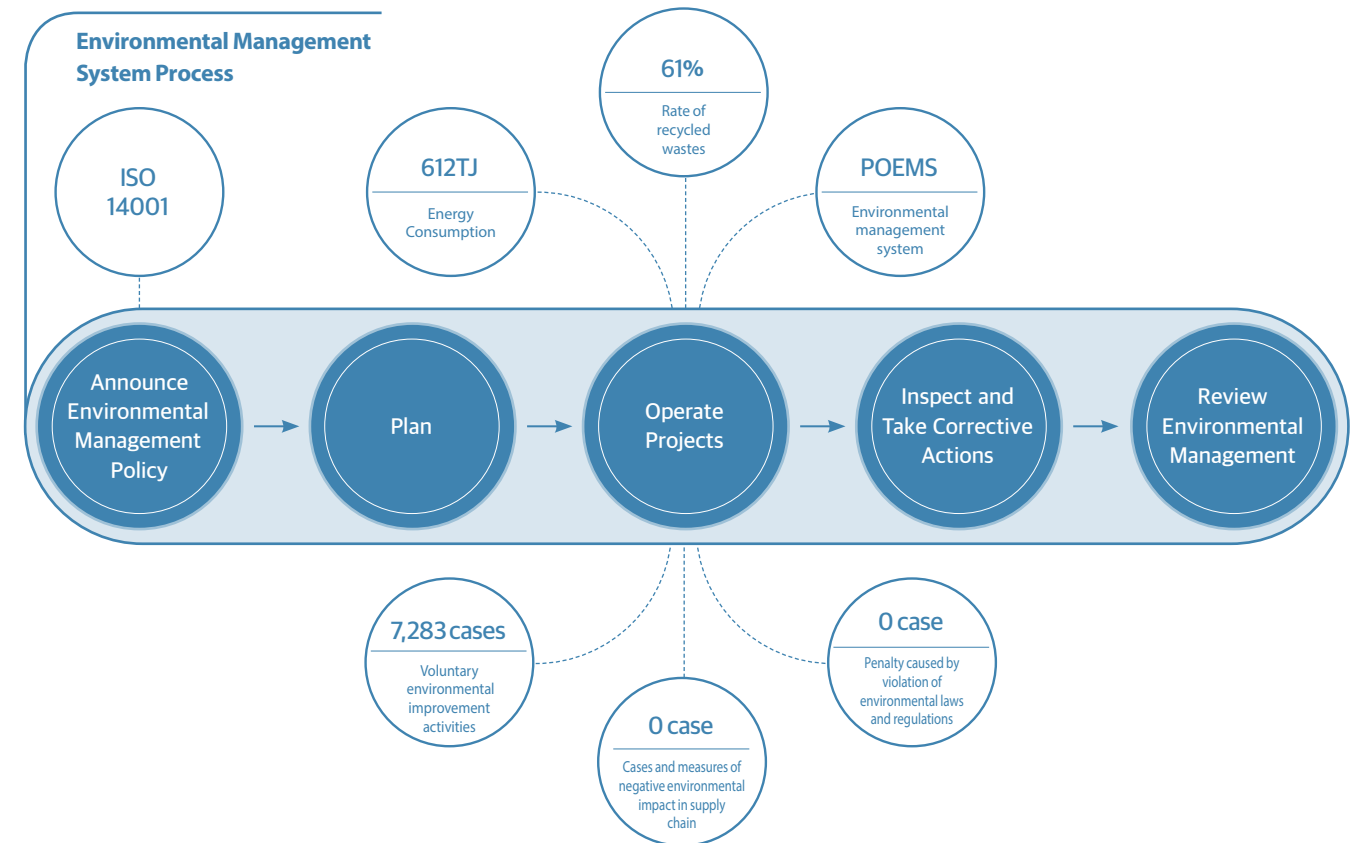 Environmental Management
System Process
ISO
14001
612TJ
Energy
Consumption
61%
Rate of
recycled
wastes
POEMS
Environmental
management
system
Announce
Environmental
Management
Policy
Plan
Operate
Projects
Inspect and
Take Corrective
Actions
Review
Environmental
Management
7,283 cases
Voluntary
environmental
improvement
activities
0 case
Cases and measures of
negative environmental
impact in supply
chain
0 case
Penalty caused by
violation of
environmental laws
and regulations